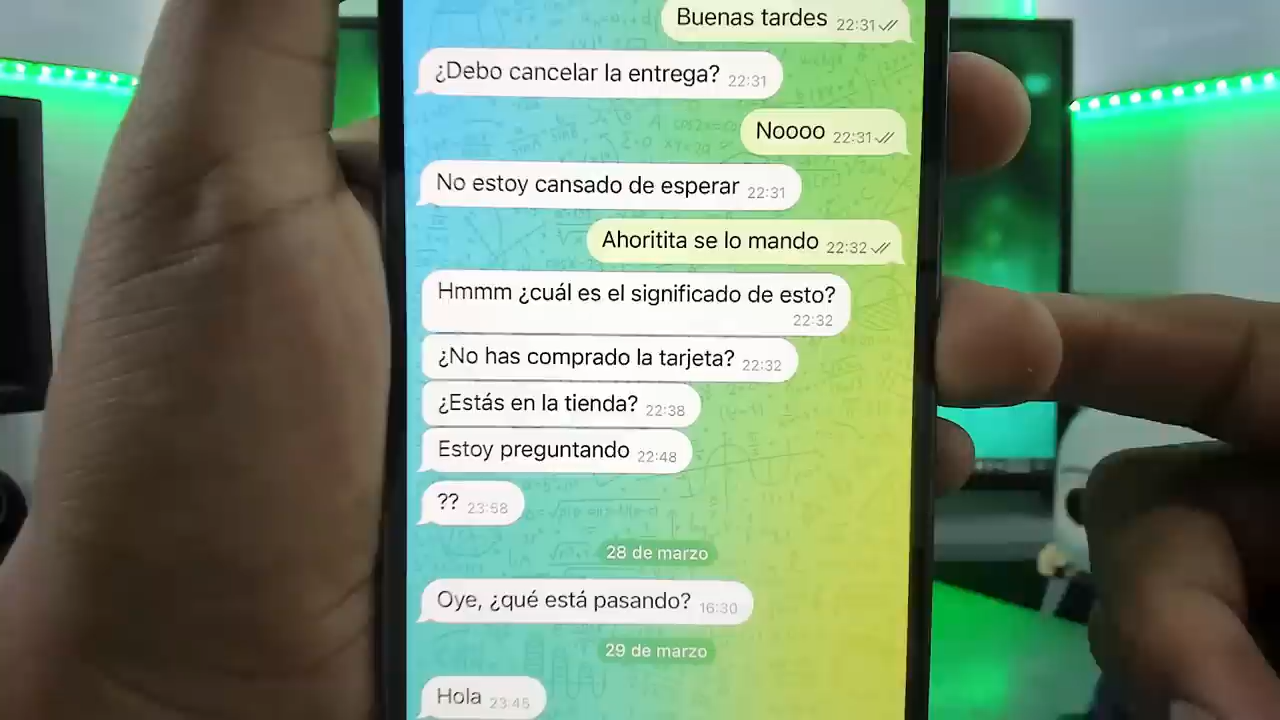 Buenas tardes 22:31
¿Debo cancelar la entrega? 22:31
Noooo 22:31
No estoy cansado de esperar 22:31
Ahoritita se lo mando 22:32
Hmmm ¿cuál es el significado de esto?
22:32
¿No has comprado la tarjeta? 22:32
¿Estás en la tienda? 22:38
Estoy preguntando 22:48
?? 23:58
28 de marzo
Oye, ¿qué está pasando? 16:30
29 de marzo
Hola 23:45